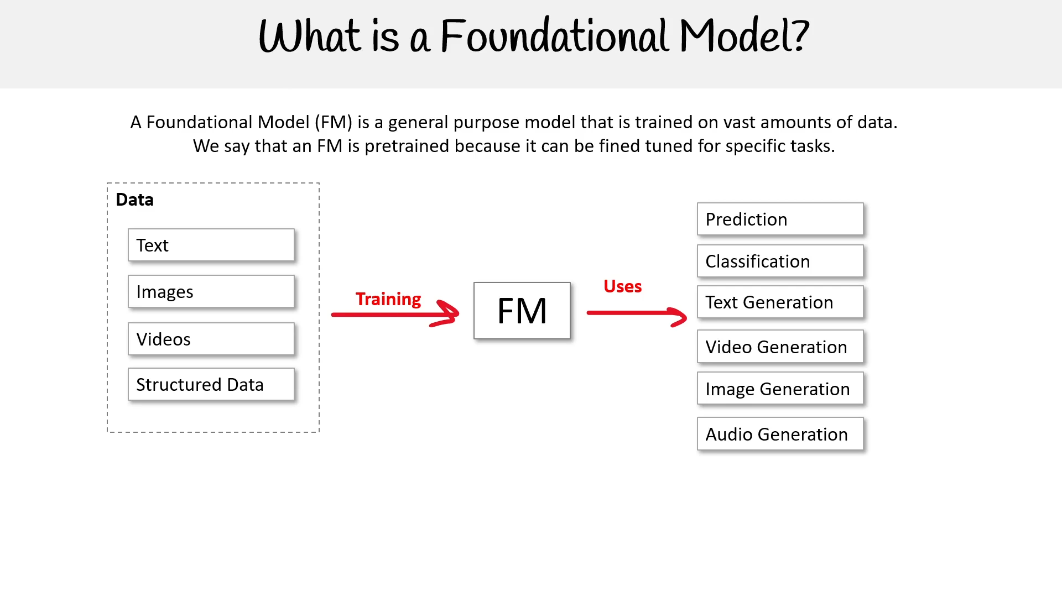 What is a Foundational Model?
A Foundational Model (FM) is a general purpose model that is trained on vast amounts of data.
We say that an FM is pretrained because it can be fined tuned for specific tasks.
Data
Text
Images
Videos
Structured Data
Training
FM
Uses
Prediction
Classification
Text Generation
Video Generation
Image Generation
Audio Generation